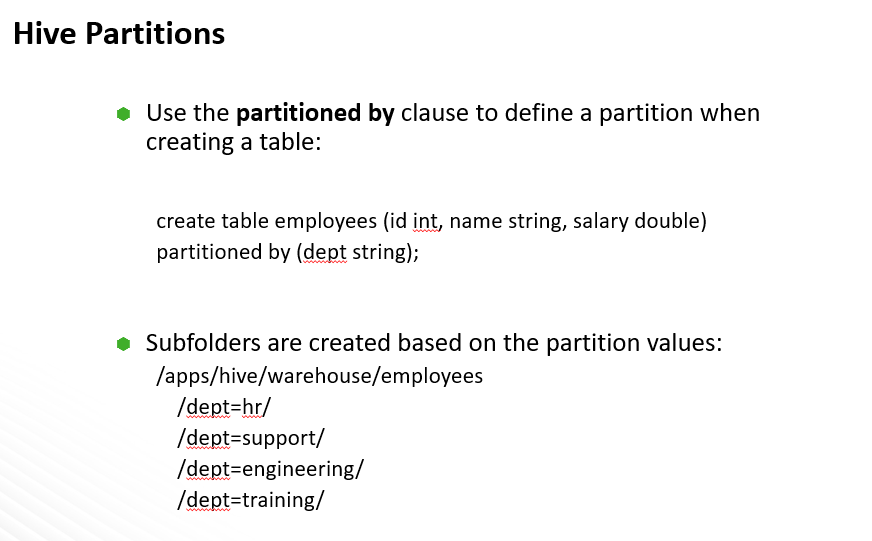 Hive Partitions
Use the partitioned by clause to define a partition when
creating a table:
create table employees (id int, name string, salary double)
partitioned by (dept string);
Subfolders are created based on the partition values:
/apps/hive/warehouse/employees
/dept=hr/
/dept=support/
/dept=engineering/
/dept=training/